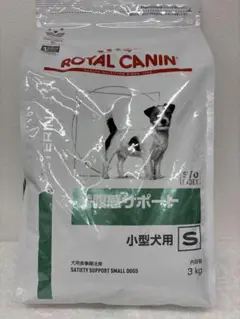 ROYAL CANIN
s/o
INDEX
満腹感サポート
小型犬用 S
犬用食事療法食
SATIETY SUPPORT SMALL DOGS
内容量
3kg